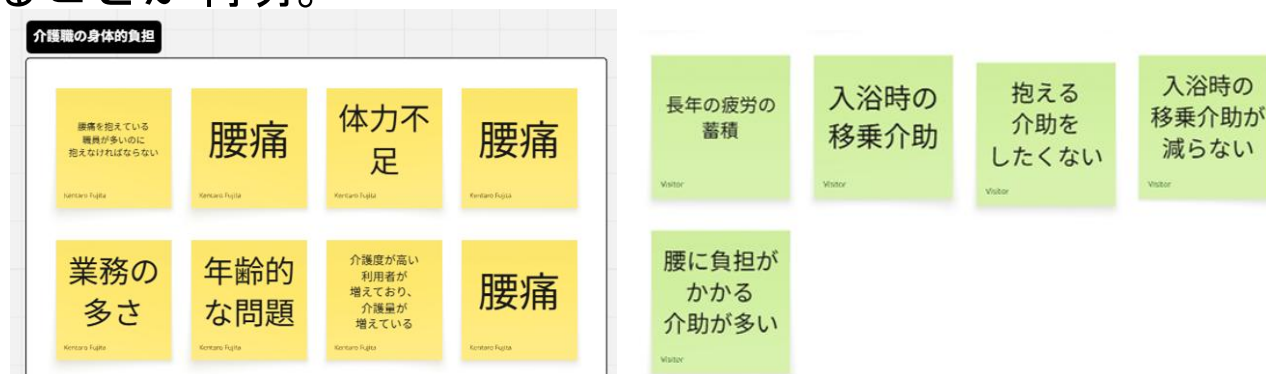 ることが有効。
介護職の身体的負担
腰痛を抱えている
職員が多いのに
抱えなければならない
Kentaro Fujita
腰痛
Kentaro Fujita
体力不
足
Kentaro Fujita
腰痛
Kentaro Fujita
長年の疲労の
蓄積
Visitor
入浴時の
移乗介助
Visitor
抱える
介助を
したくない
Visitor
入浴時の
移乗介助が
減らない
Visitor
業務の
多さ
Kentaro Fujita
年齢的
な問題
Kentaro Fujita
介護度が高い
利用者が
増えており、
介護量が
増えている
Kentaro Fujita
腰痛
Kentaro Fujita
腰に負担が
かかる
介助が多い
Visitor